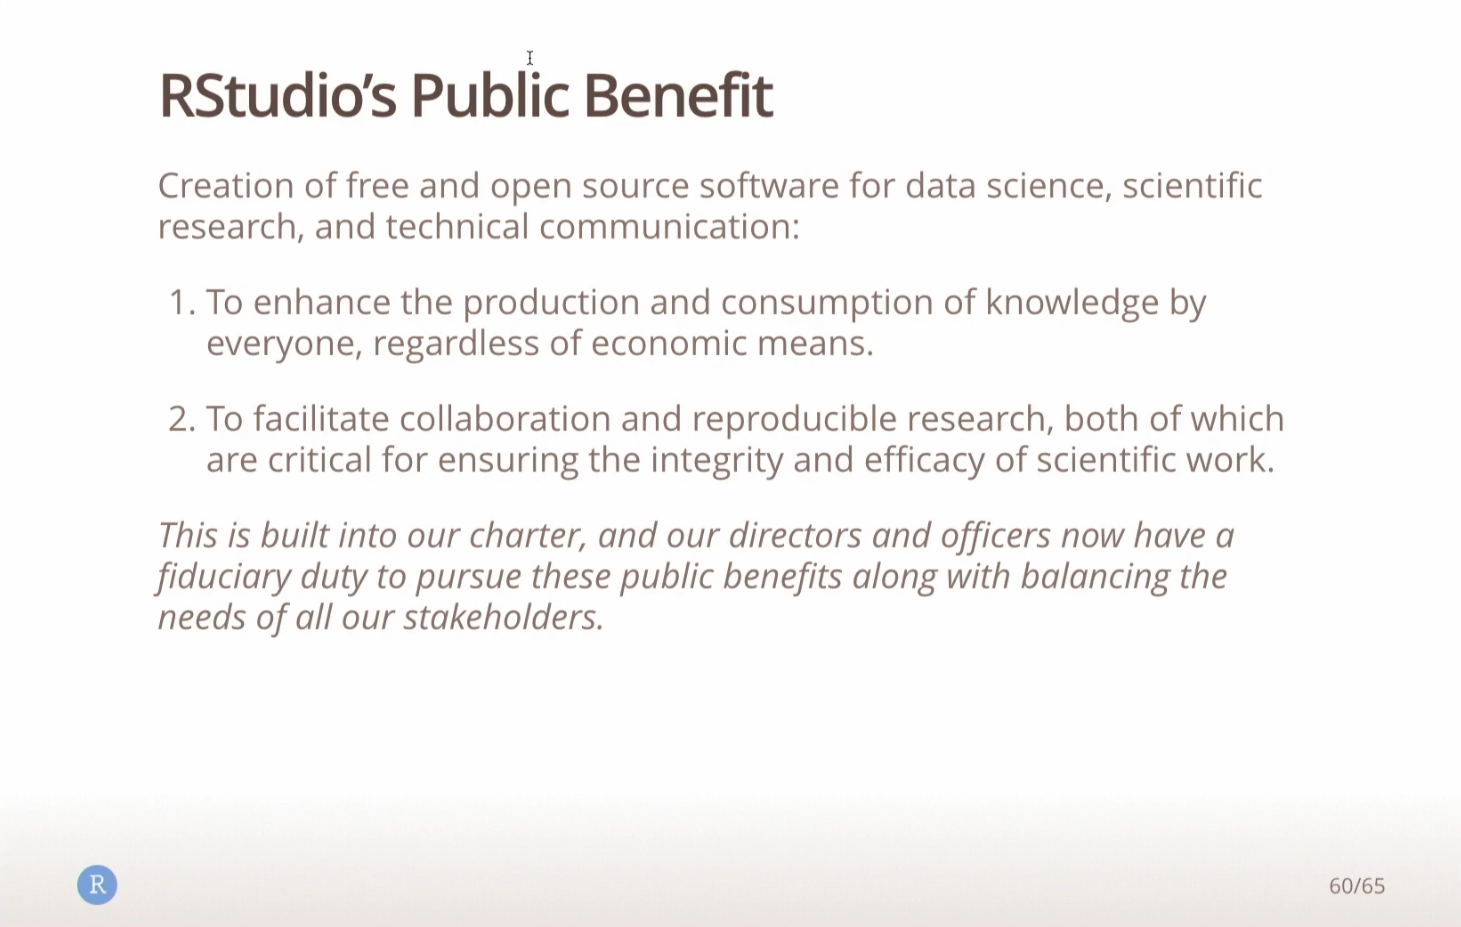 RStudio’s Public Benefit
Creation of free and open source software for data science, scientific
research, and technical communication:
1. To enhance the production and consumption of knowledge by
everyone, regardless of economic means.
2. To facilitate collaboration and reproducible research, both of which
are critical for ensuring the integrity and efficacy of scientific work.
This is built into our charter, and our directors and officers now have a
fiduciary duty to pursue these public benefits along with balancing the
needs of all our stakeholders.
R
60/65